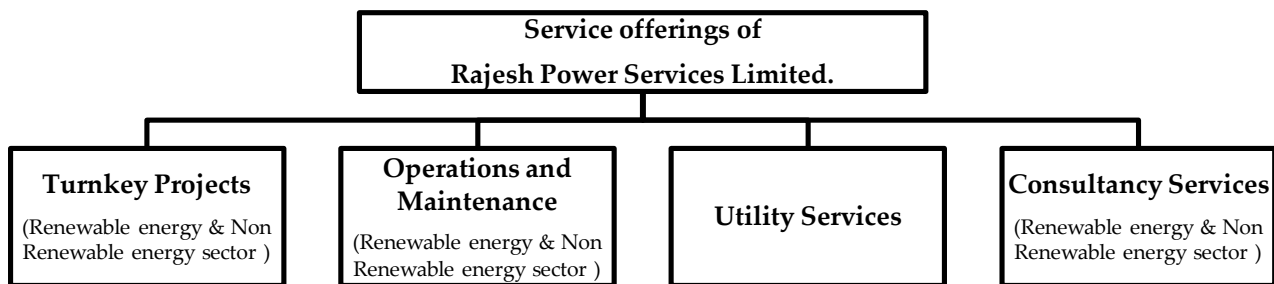 Service offerings of
Rajesh Power Services Limited.
Turnkey Projects
(Renewable energy & Non
Renewable energy sector )
Operations and
Maintenance
(Renewable energy & Non
Renewable energy sector )
Utility Services
Consultancy Services
(Renewable energy & Non
Renewable energy sector )